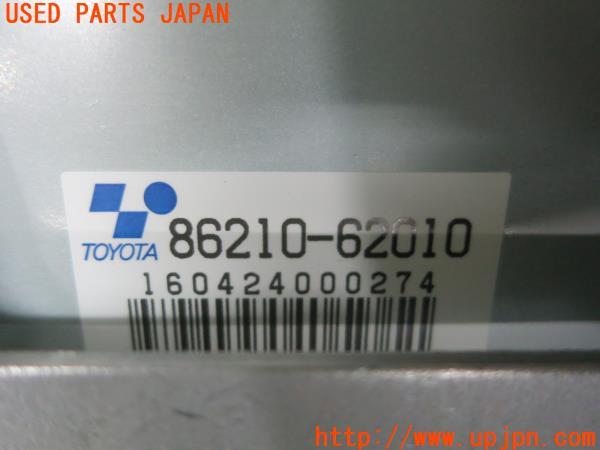 USED PARTS JAPAN
TOYOTA 86210-62010
160424000274
http://www.upjpn.com